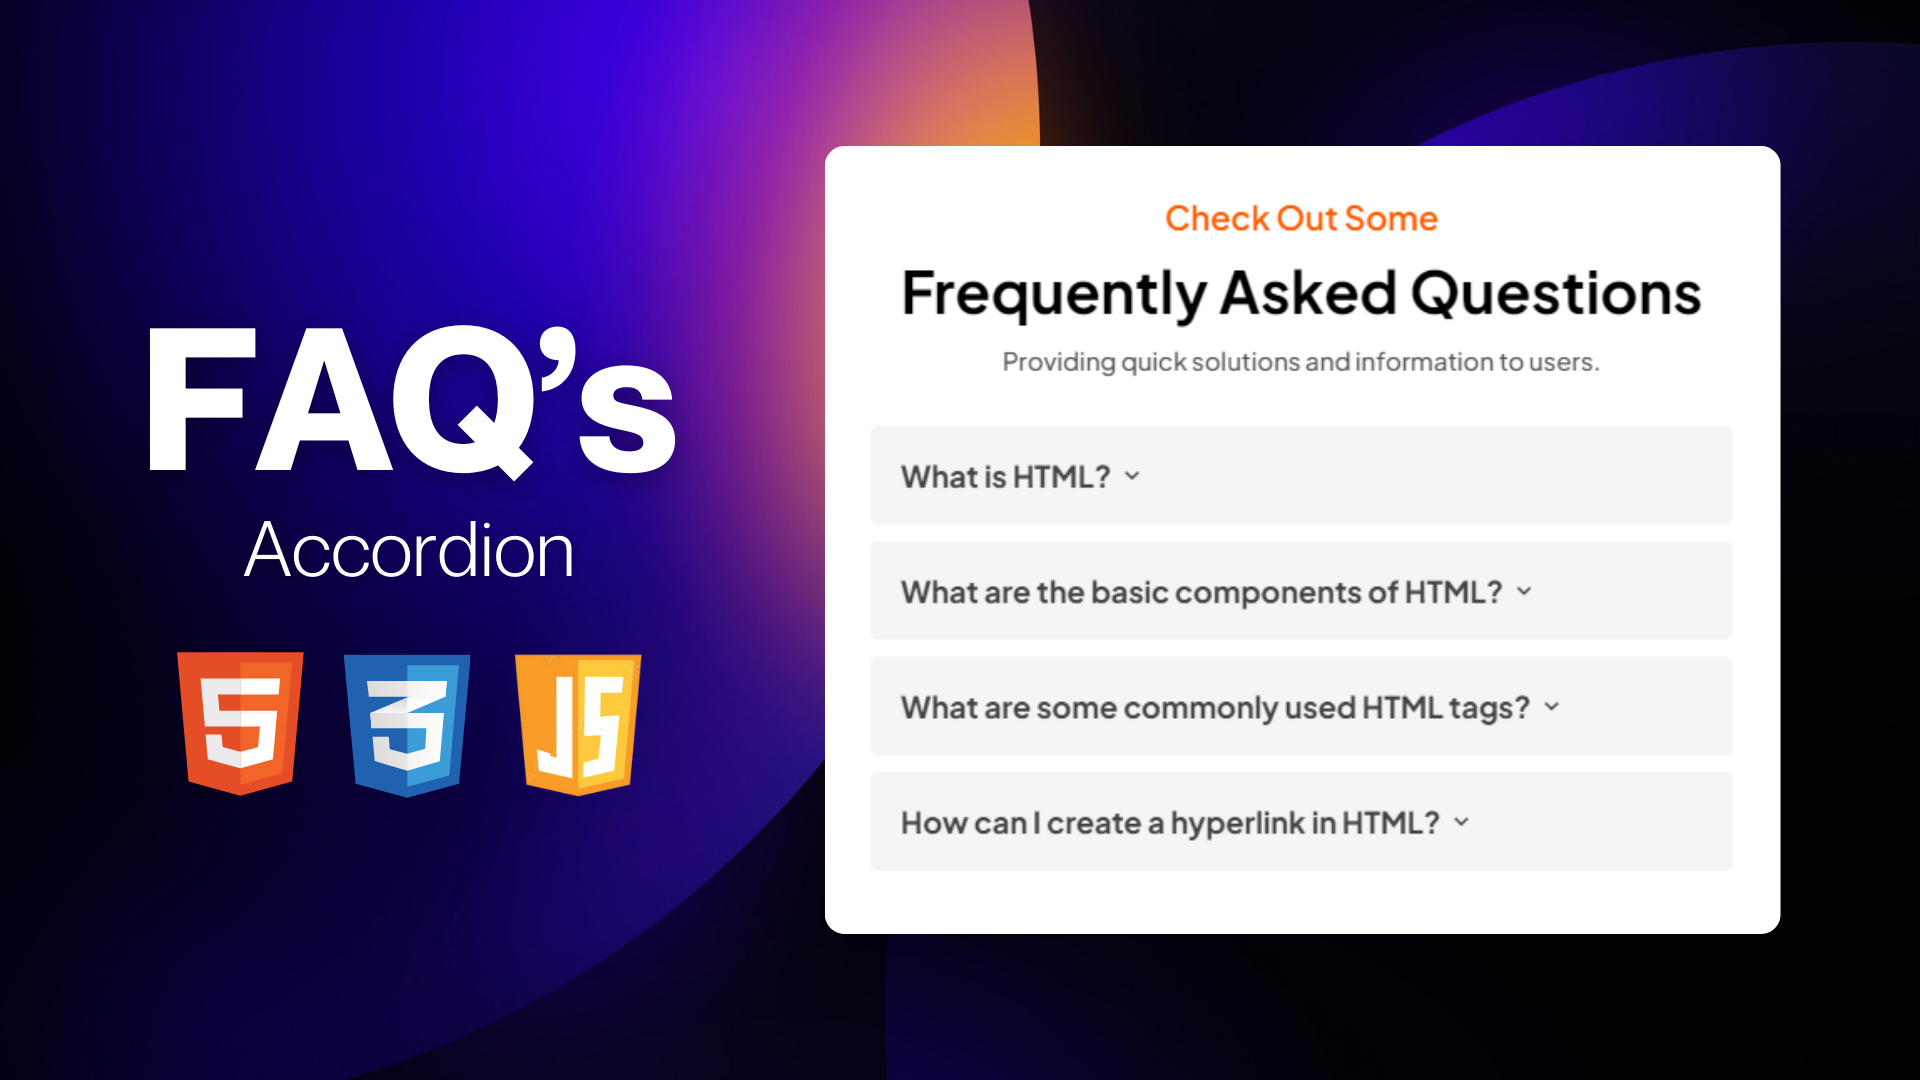 FAQ’s
Accordion
5
3
JS
Check Out Some
Frequently Asked Questions
Providing quick solutions and information to users.
What is HTML?
What are the basic components of HTML?
What are some commonly used HTML tags?
How can I create a hyperlink in HTML?